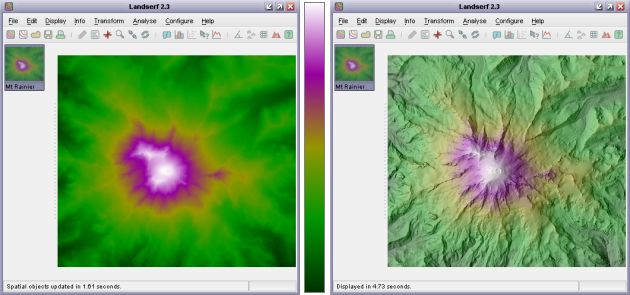 Landserf 2.3
File Edit Display Info Transform Analyse Configure Help
Mt Rainier
Spatial objects updated in 1.61 seconds.
Landserf 2.3
File Edit Display Info Transform Analyse Configure Help
Mt Rainier
Displayed in 4.73 seconds.